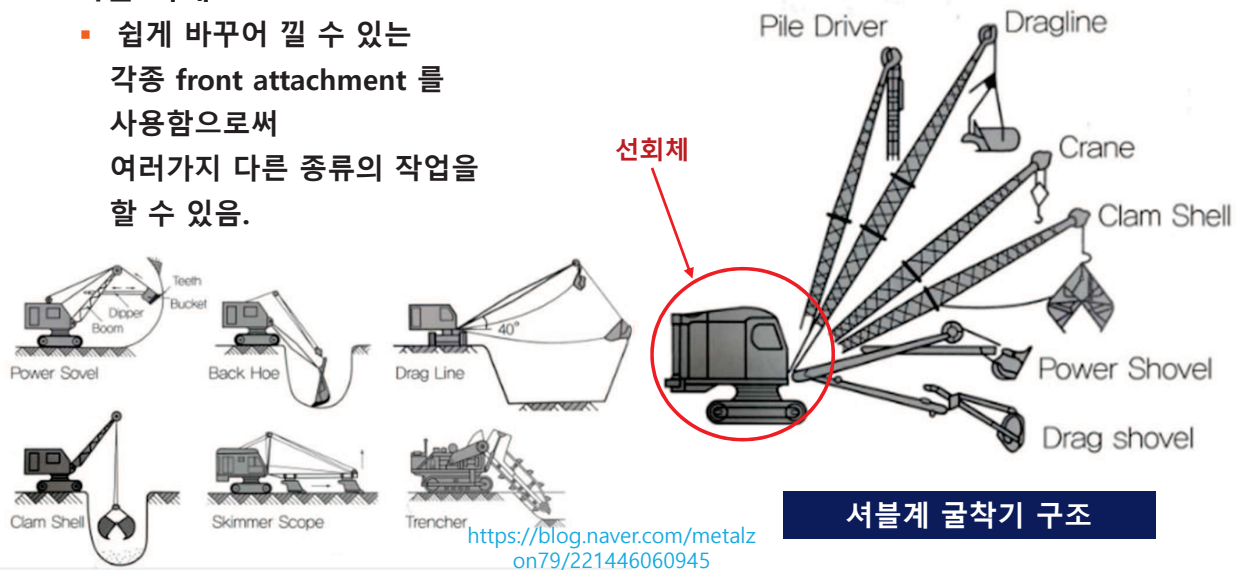 ▪ 쉽게 바꾸어 낄 수 있는
각종 front attachment 를
사용함으로써
여러가지 다른 종류의 작업을
할 수 있음.
Pile Driver
Dragline
선회체
Crane
Clam Shell
Power Shovel
Drag shovel
Teeth
Bucket
Dipper
Boom
Power Sovel
Back Hoe
40°
Drag Line
Clam Shell
Skimmer Scope
Trencher
https://blog.naver.com/metalz
on79/221446060945
셔블계 굴착기 구조